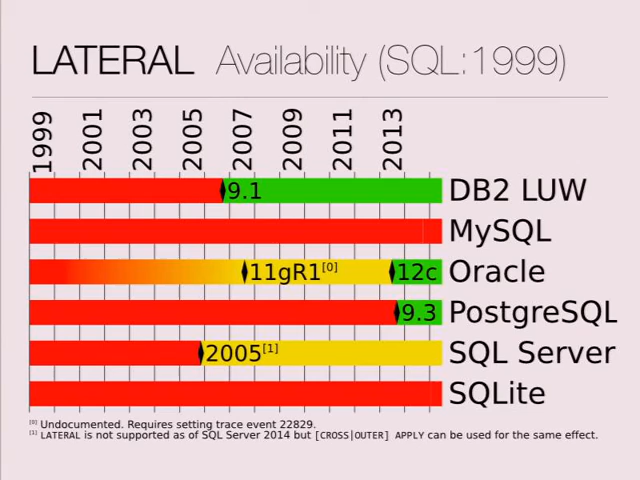 LATERAL Availability (SQL:1999)
1999 2001 2003 2005 2007 2009 2011 2013
9.1 DB2 LUW
MySQL
11gR1[0] 12c Oracle
9.3 PostgreSQL
2005[1] SQL Server
SQLite
[0] Undocumented. Requires setting trace event 22829.
[1] LATERAL is not supported as of SQL Server 2014 but [CROSS|OUTER] APPLY can be used for the same effect.